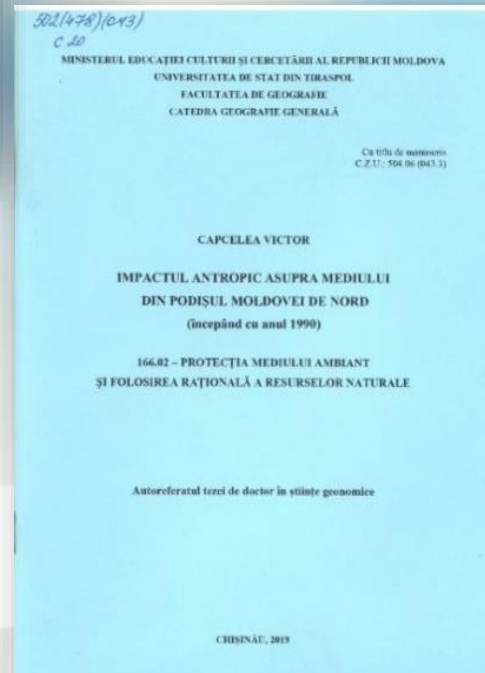 502(478)(043)
C 20
MINISTERUL EDUCAȚIEI CULTURII ȘI CERCETĂRII AL REPUBLICII MOLDOVA
UNIVERSITATEA DE STAT DIN TIRASPOL
FACULTATEA DE GEOGRAFIE
CATEDRA GEOGRAFIE GENERALĂ
Cu titlu de manuscris
C.Z.U.: 504.06 (043.3)
CAPCELEA VICTOR
IMPACTUL ANTROPIC ASUPRA MEDIULUI
DIN PODIȘUL MOLDOVEI DE NORD
(începând cu anul 1990)
166.02 – PROTECȚIA MEDIULUI AMBIANT
ȘI FOLOSIREA RAȚIONALĂ A RESURSELOR NATURALE
Autoreferatul tezei de doctor în științe geonomice
CHIȘINĂU, 2019